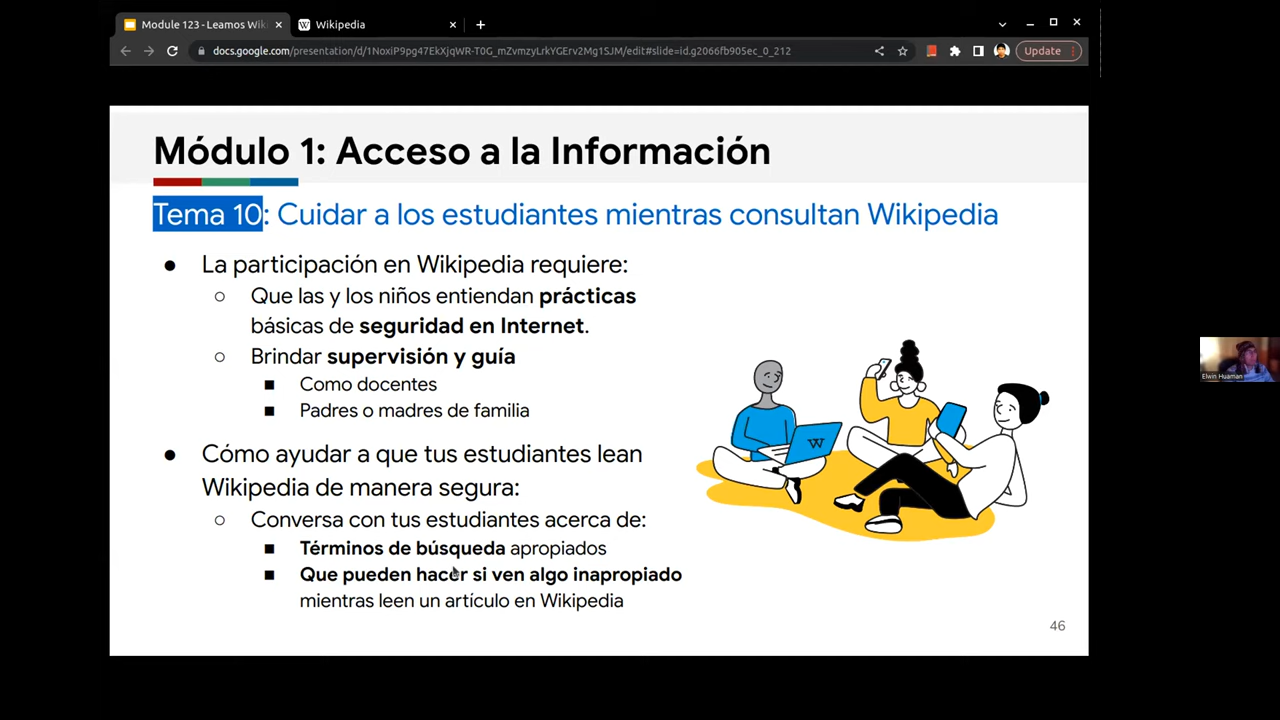 Module 123 - Leamos Wiki
Wikipedia
docs.google.com/presentation/d/1NoxiP9pg47EkXjqWR-T0G_mZvmzyLrkYGErv2Mg1SJM/edit#slide=id.g2066fb905ec_0_212
Update
Módulo 1: Acceso a la Información
Tema 10: Cuidar a los estudiantes mientras consultan Wikipedia
● La participación en Wikipedia requiere:
○ Que las y los niños entiendan prácticas
básicas de seguridad en Internet.
○ Brindar supervisión y guía
■ Como docentes
■ Padres o madres de familia
● Cómo ayudar a que tus estudiantes lean
Wikipedia de manera segura:
○ Conversa con tus estudiantes acerca de:
■ Términos de búsqueda apropiados
■ Que pueden hacer si ven algo inapropiado
mientras leen un artículo en Wikipedia
W
46
Elwin Huaman